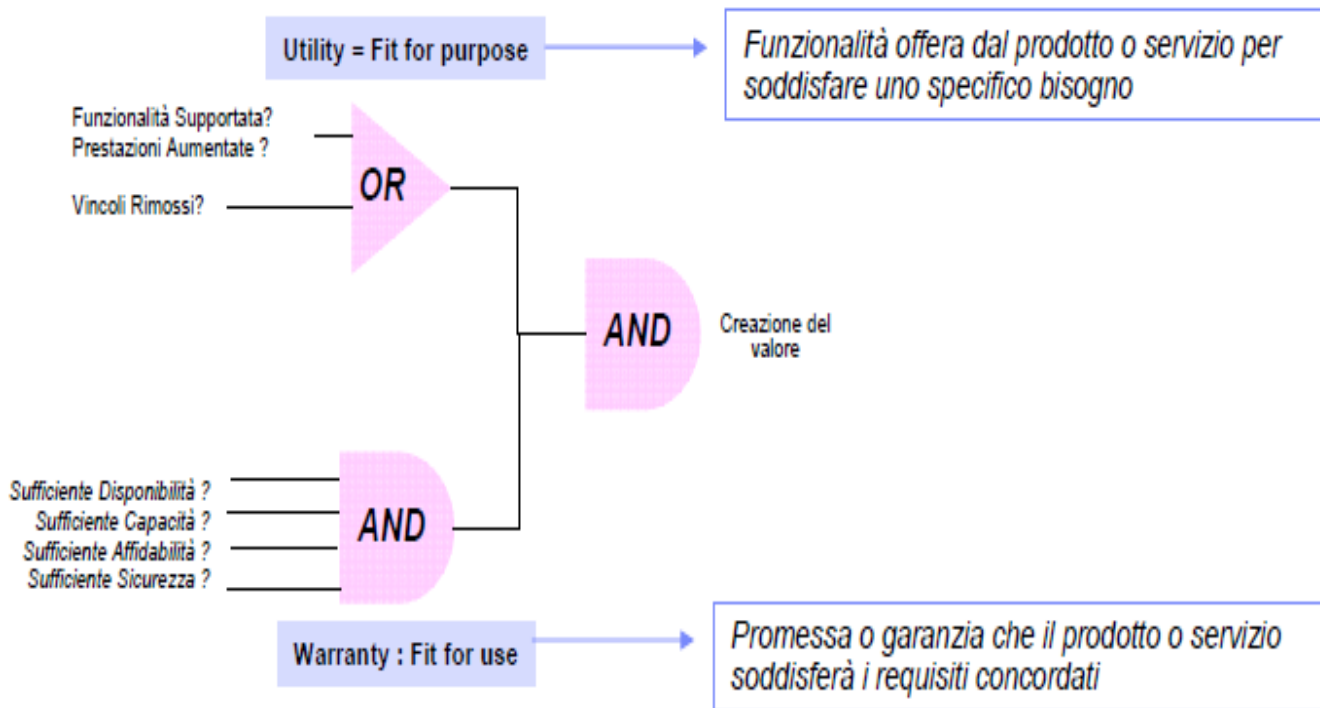 Utility = Fit for purpose
Funzionalità offera dal prodotto o servizio per
soddisfare uno specifico bisogno
Funzionalità Supportata?
Prestazioni Aumentate ?
Vincoli Rimossi?
OR
AND
Creazione del
valore
Sufficiente Disponibilità ?
Sufficiente Capacità ?
Sufficiente Affidabilità ?
Sufficiente Sicurezza ?
AND
Warranty : Fit for use
Promessa o garanzia che il prodotto o servizio
soddisferà i requisiti concordati